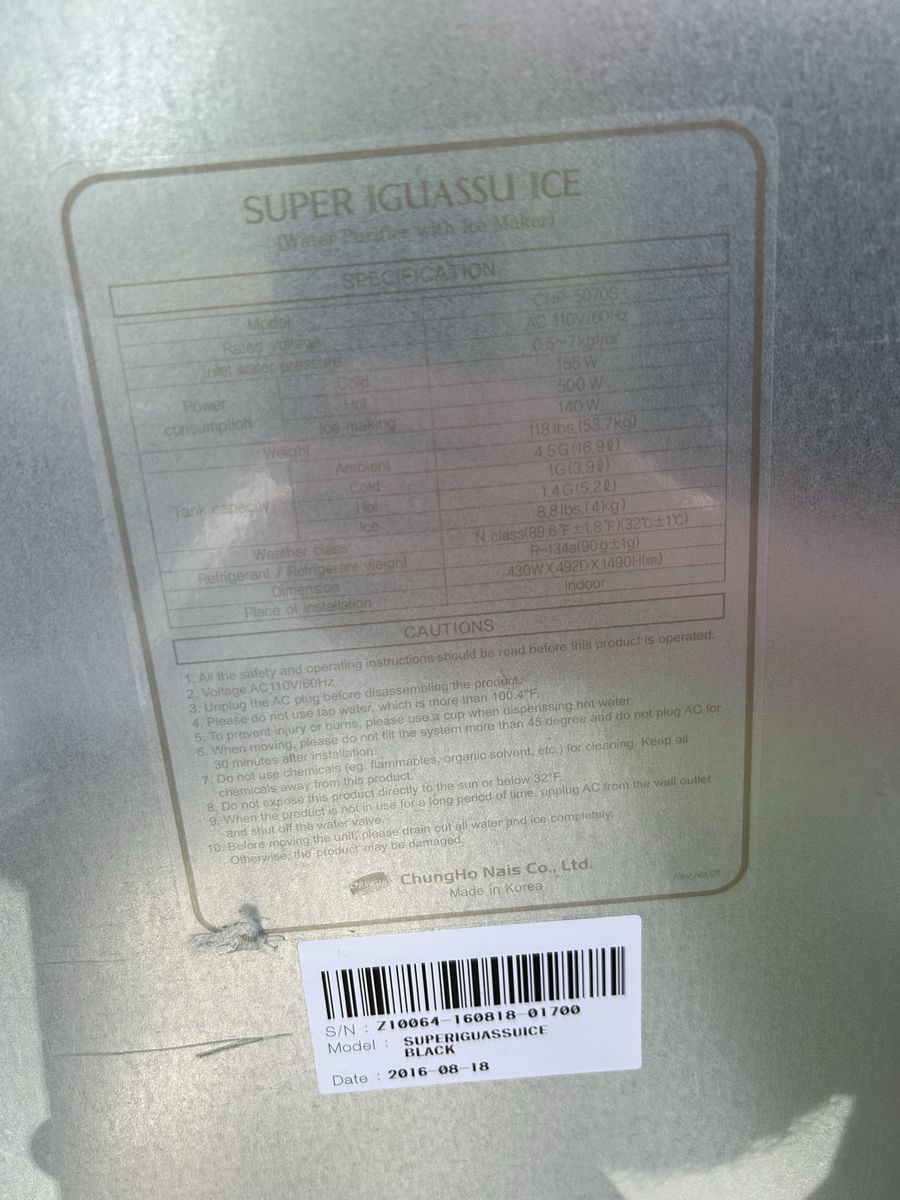 SUPER IGUASSU ICE
(Water Purifier with Ice Maker)
SPECIFICATION
Model CHP-5070S
Rated voltage AC 110V/60Hz
Inlet water pressure 0.5~7kgf/㎠
Power consumption Cold 155 W
Hot 500 W
Ice making 140 W
Weight 118 lbs.(53.7kg)
Tank capacity Ambient 4.5G(16.9ℓ)
Cold 1G(3.9ℓ)
Hot 1.4G(5.2ℓ)
Ice 8.8lbs.(4kg)
Weather class N class(89.6℉±1.8℉)(32℃±1℃)
Refrigerant / Refrigerant weight R-134a(90g±1g)
Dimension 430WX492DX1490H(㎜)
Place of installation Indoor
CAUTIONS
1. All the safety and operating instructions should be read before this product is operated.
2. Voltage AC110V/60Hz
3. Unplug the AC plug before disassembling the product.
4. Please do not use tap water, which is more than 100.4°F.
5. To prevent injury or burns, please use a cup when dispenssing hot water.
6. When moving, please do not tilt the system more than 45 degree and do not plug AC for
30 minutes after installation.
7. Do not use chemicals (eg. flammables, organic solvent, etc.) for cleaning. Keep all
chemicals away from this product.
8. Do not expose this product directly to the sun or below 32°F.
9. When the product is not in use for a long period of time, unplug AC from the wall outlet
and shut off the water valve.
10. Before moving the unit, please drain out all water and ice completely.
Otherwise, the product may be damaged.
CHUNGHO ChungHo Nais Co., Ltd.
Made in Korea
Rev.No.01
S/N : Z10064-160818-01700
Model : SUPERIGUASSUICE
BLACK
Date : 2016-08-18